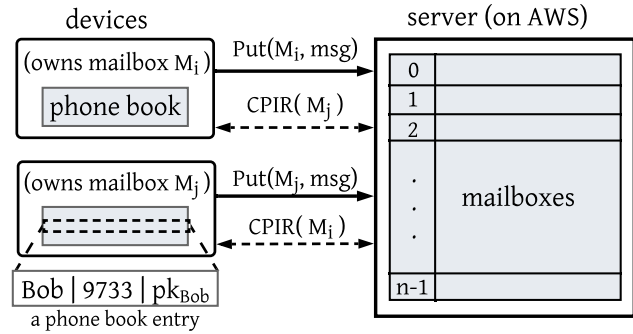 devices
server (on AWS)
(owns mailbox Mi)
phone book
Put(Mi, msg)
CPIR( Mj)
(owns mailbox Mj)
Put(Mj, msg)
CPIR( Mi)
Bob | 9733 | pkBob
a phone book entry
0
1
2
.
.
.
mailboxes
n-1